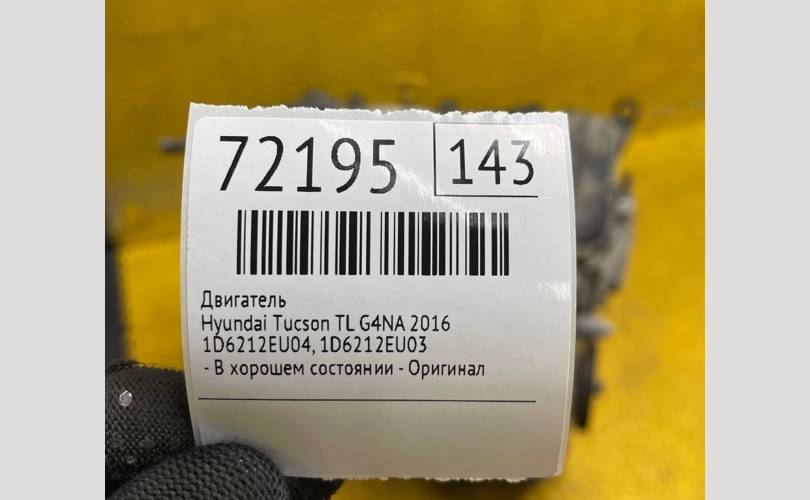 72195 143
Двигатель
Hyundai Tucson TL G4NA 2016
1D6212EU04, 1D6212EU03
- В хорошем состоянии - Оригинал